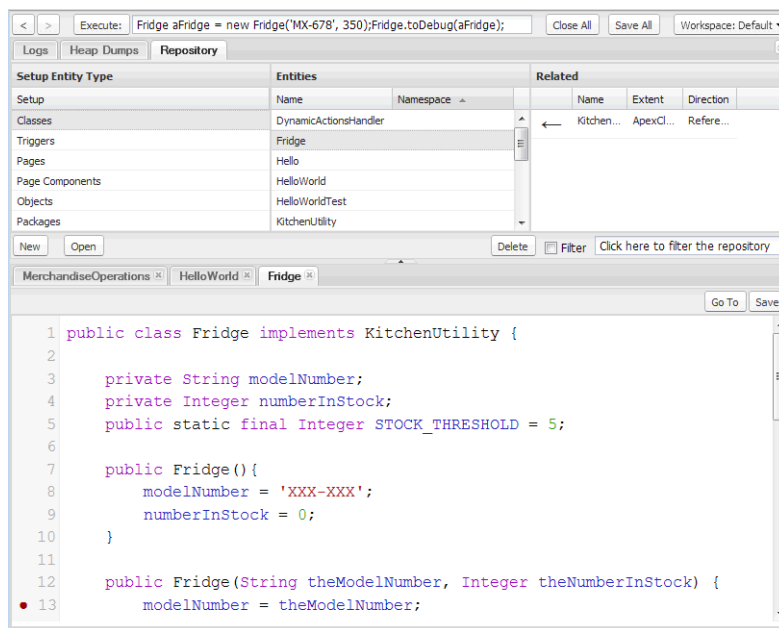 < > Execute: Fridge aFridge = new Fridge('MX-678', 350);Fridge.toDebug(aFridge); Close All Save All Workspace: Default
Logs Heap Dumps Repository
Setup Entity Type Entities Related
Setup Name Namespace Name Extent Direction
Classes DynamicActionsHandler ← Kitchen... ApexCl... Refere...
Triggers Fridge
Pages Hello
Page Components HelloWorld
Objects HelloWorldTest
Packages KitchenUtility
New Open Delete Filter Click here to filter the repository
MerchandiseOperations HelloWorld Fridge
Go To Save
1 public class Fridge implements KitchenUtility {
2
3 private String modelNumber;
4 private Integer numberInStock;
5 public static final Integer STOCK_THRESHOLD = 5;
6
7 public Fridge(){
8 modelNumber = 'XXX-XXX';
9 numberInStock = 0;
10 }
11
12 public Fridge(String theModelNumber, Integer theNumberInStock) {
13 modelNumber = theModelNumber;